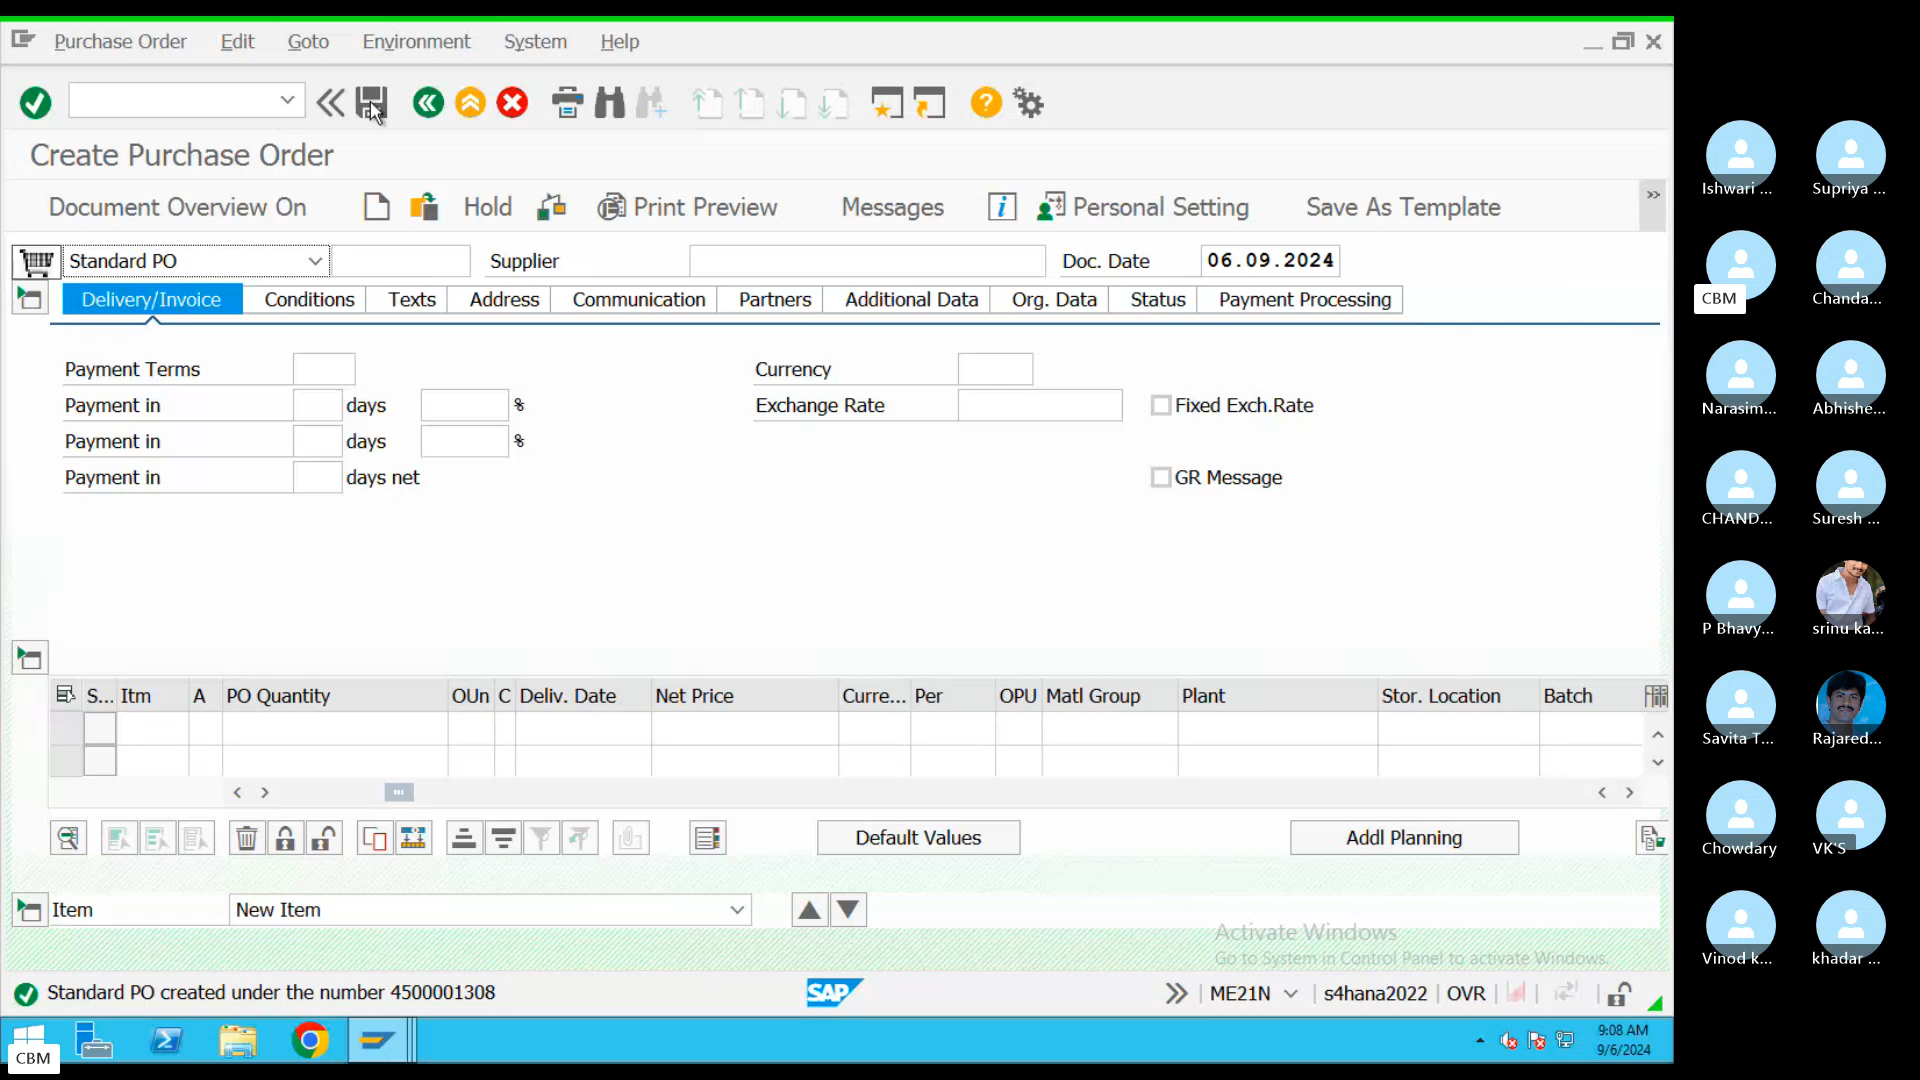 Purchase Order Edit Goto Environment System Help
Create Purchase Order
Document Overview On Hold Print Preview Messages Personal Setting Save As Template
Standard PO Supplier Doc. Date 06.09.2024
Delivery/Invoice Conditions Texts Address Communication Partners Additional Data Org. Data Status Payment Processing
Payment Terms Currency
Payment in days % Exchange Rate Fixed Exch.Rate
Payment in days %
Payment in days net GR Message
S... Itm A PO Quantity OUn C Deliv. Date Net Price Curre... Per OPU Matl Group Plant Stor. Location Batch
Default Values Addl Planning
Item New Item
Activate Windows
Go to System in Control Panel to activate Windows.
Standard PO created under the number 4500001308 SAP ME21N s4hana2022 OVR
9:08 AM
9/6/2024
CBM
Ishwari ... Supriya ...
CBM Chanda...
Narasim... Abhishe...
CHAND... Suresh ...
P Bhavy... srinu ka...
Savita T... Rajared...
Chowdary VK'S
Vinod k... khadar ...